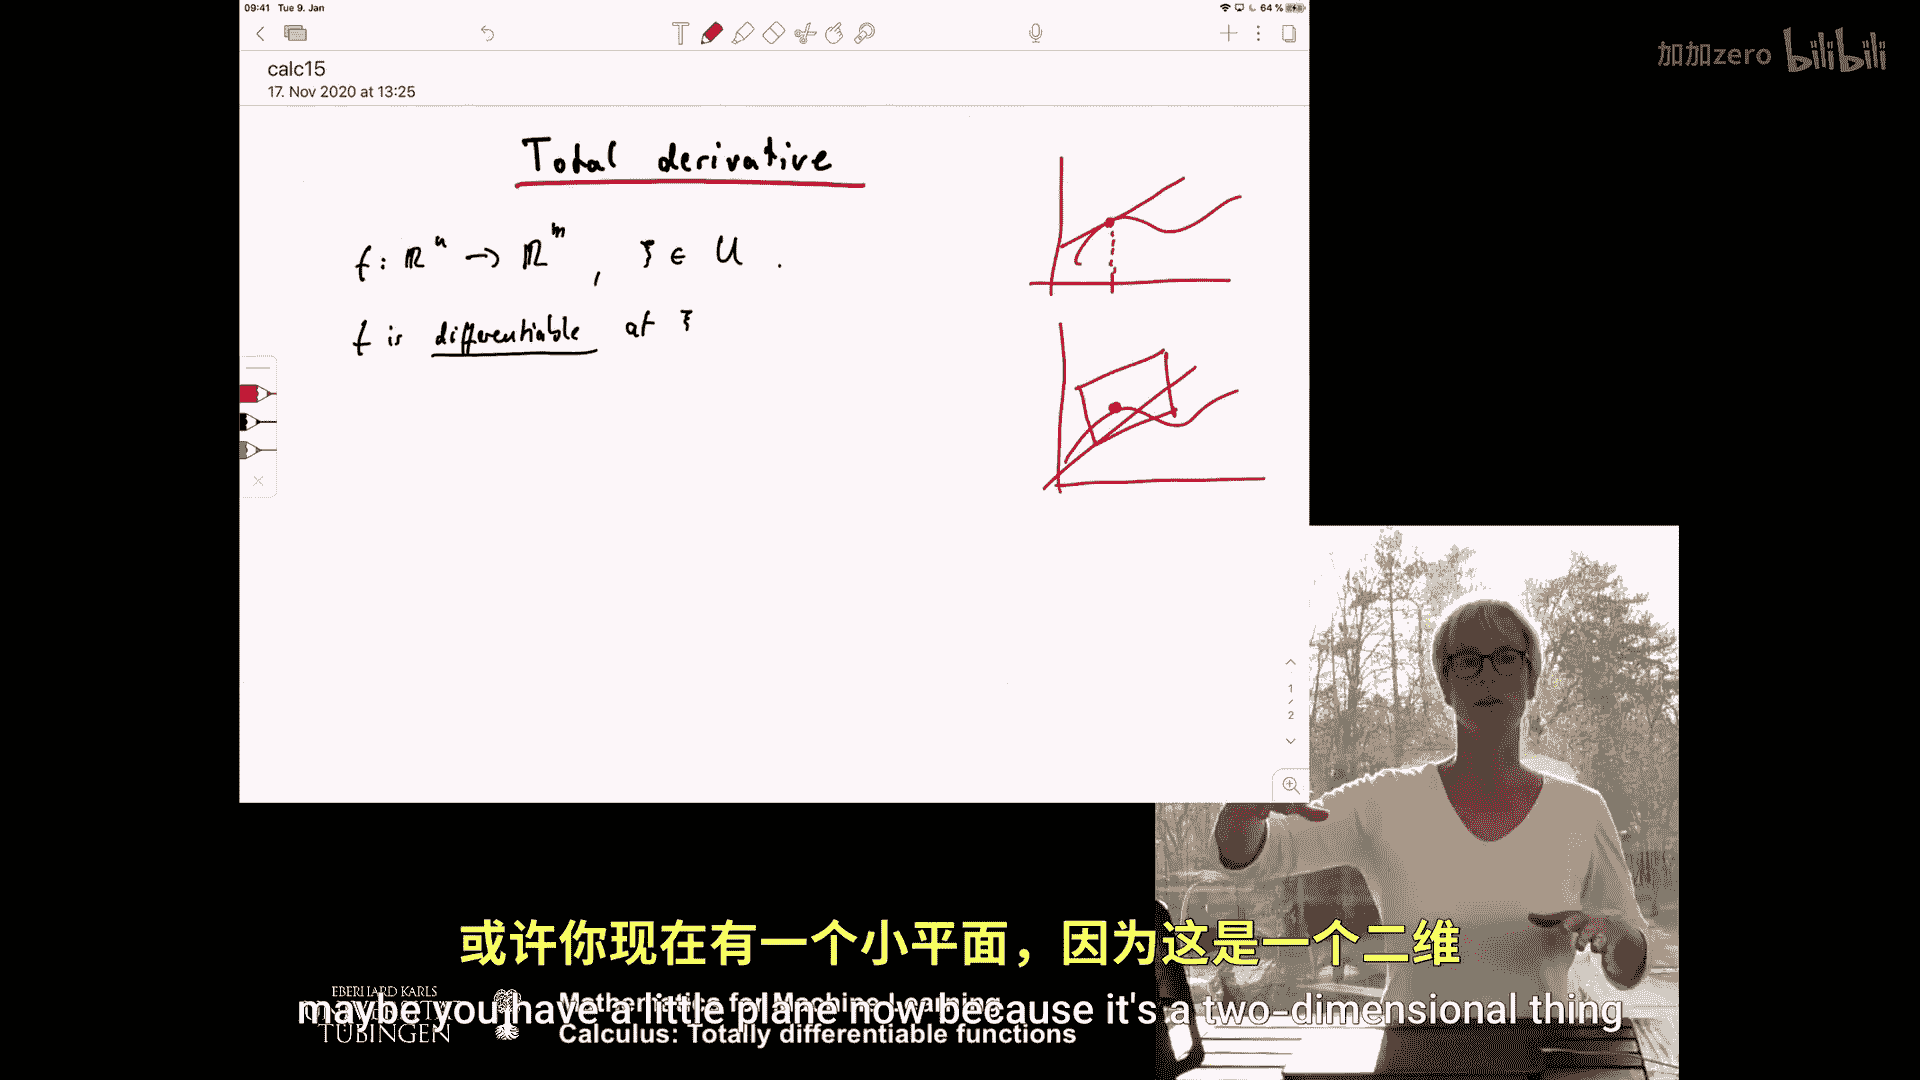 09:41 Tue 9. Jan
64 %
加加zero bilibili
T
calc15
17. Nov 2020 at 13:25
Total derivative
f: ℝⁿ → ℝᵐ, ξ ∈ U.
f is differentiable at ξ
1
/
2
或许你现在有一个小平面，因为这是一个二维
maybe you have a little plane now because it's a two-dimensional thing
EBERHARD KARLS
UNIVERSITÄT
TÜBINGEN
Mathematics for Machine Learning
Calculus: Totally differentiable functions